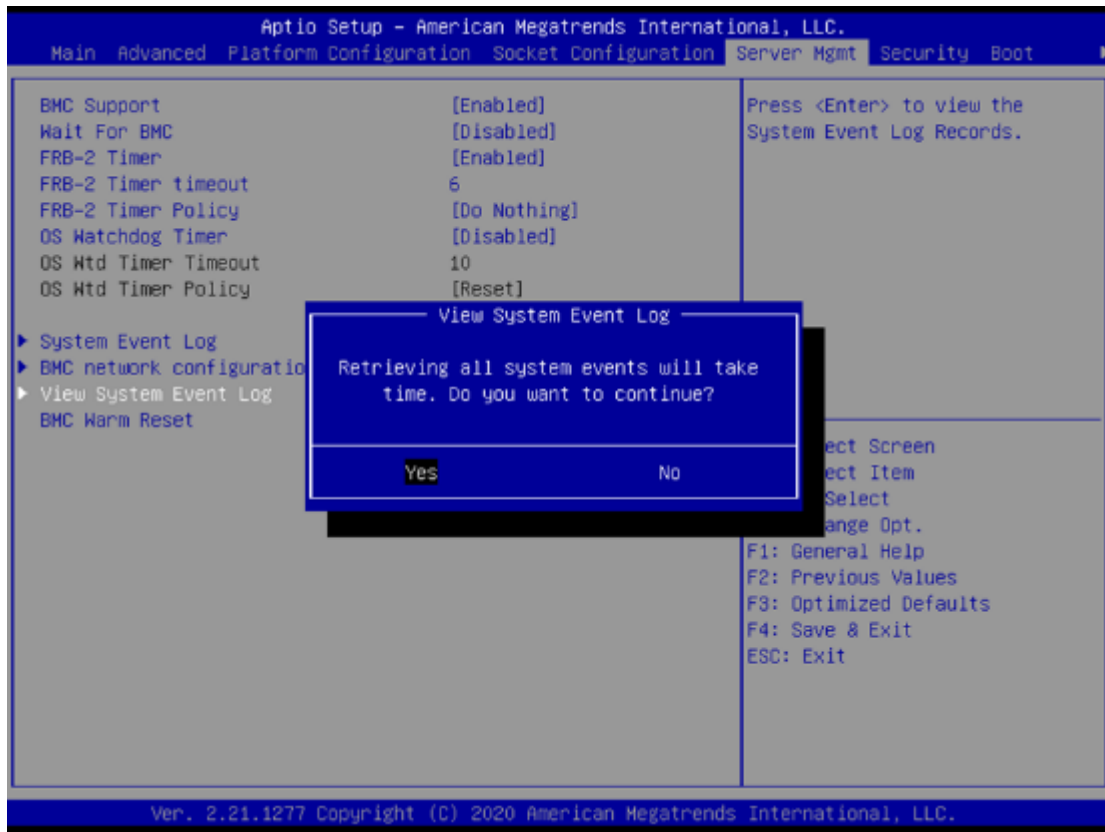 Aptio Setup – American Megatrends International, LLC.
Main Advanced Platform Configuration Socket Configuration Server Mgmt Security Boot
BMC Support [Enabled]
Wait For BMC [Disabled]
FRB-2 Timer [Enabled]
FRB-2 Timer timeout 6
FRB-2 Timer Policy [Do Nothing]
OS Watchdog Timer [Disabled]
OS Wtd Timer Timeout 10
OS Wtd Timer Policy [Reset]
System Event Log
BMC network configuratio
View System Event Log
BMC Warm Reset
View System Event Log
Retrieving all system events will take
time. Do you want to continue?
Yes No
Press <Enter> to view the
System Event Log Records.
ect Screen
ect Item
Select
ange Opt.
F1: General Help
F2: Previous Values
F3: Optimized Defaults
F4: Save & Exit
ESC: Exit
Ver. 2.21.1277 Copyright (C) 2020 American Megatrends International, LLC.